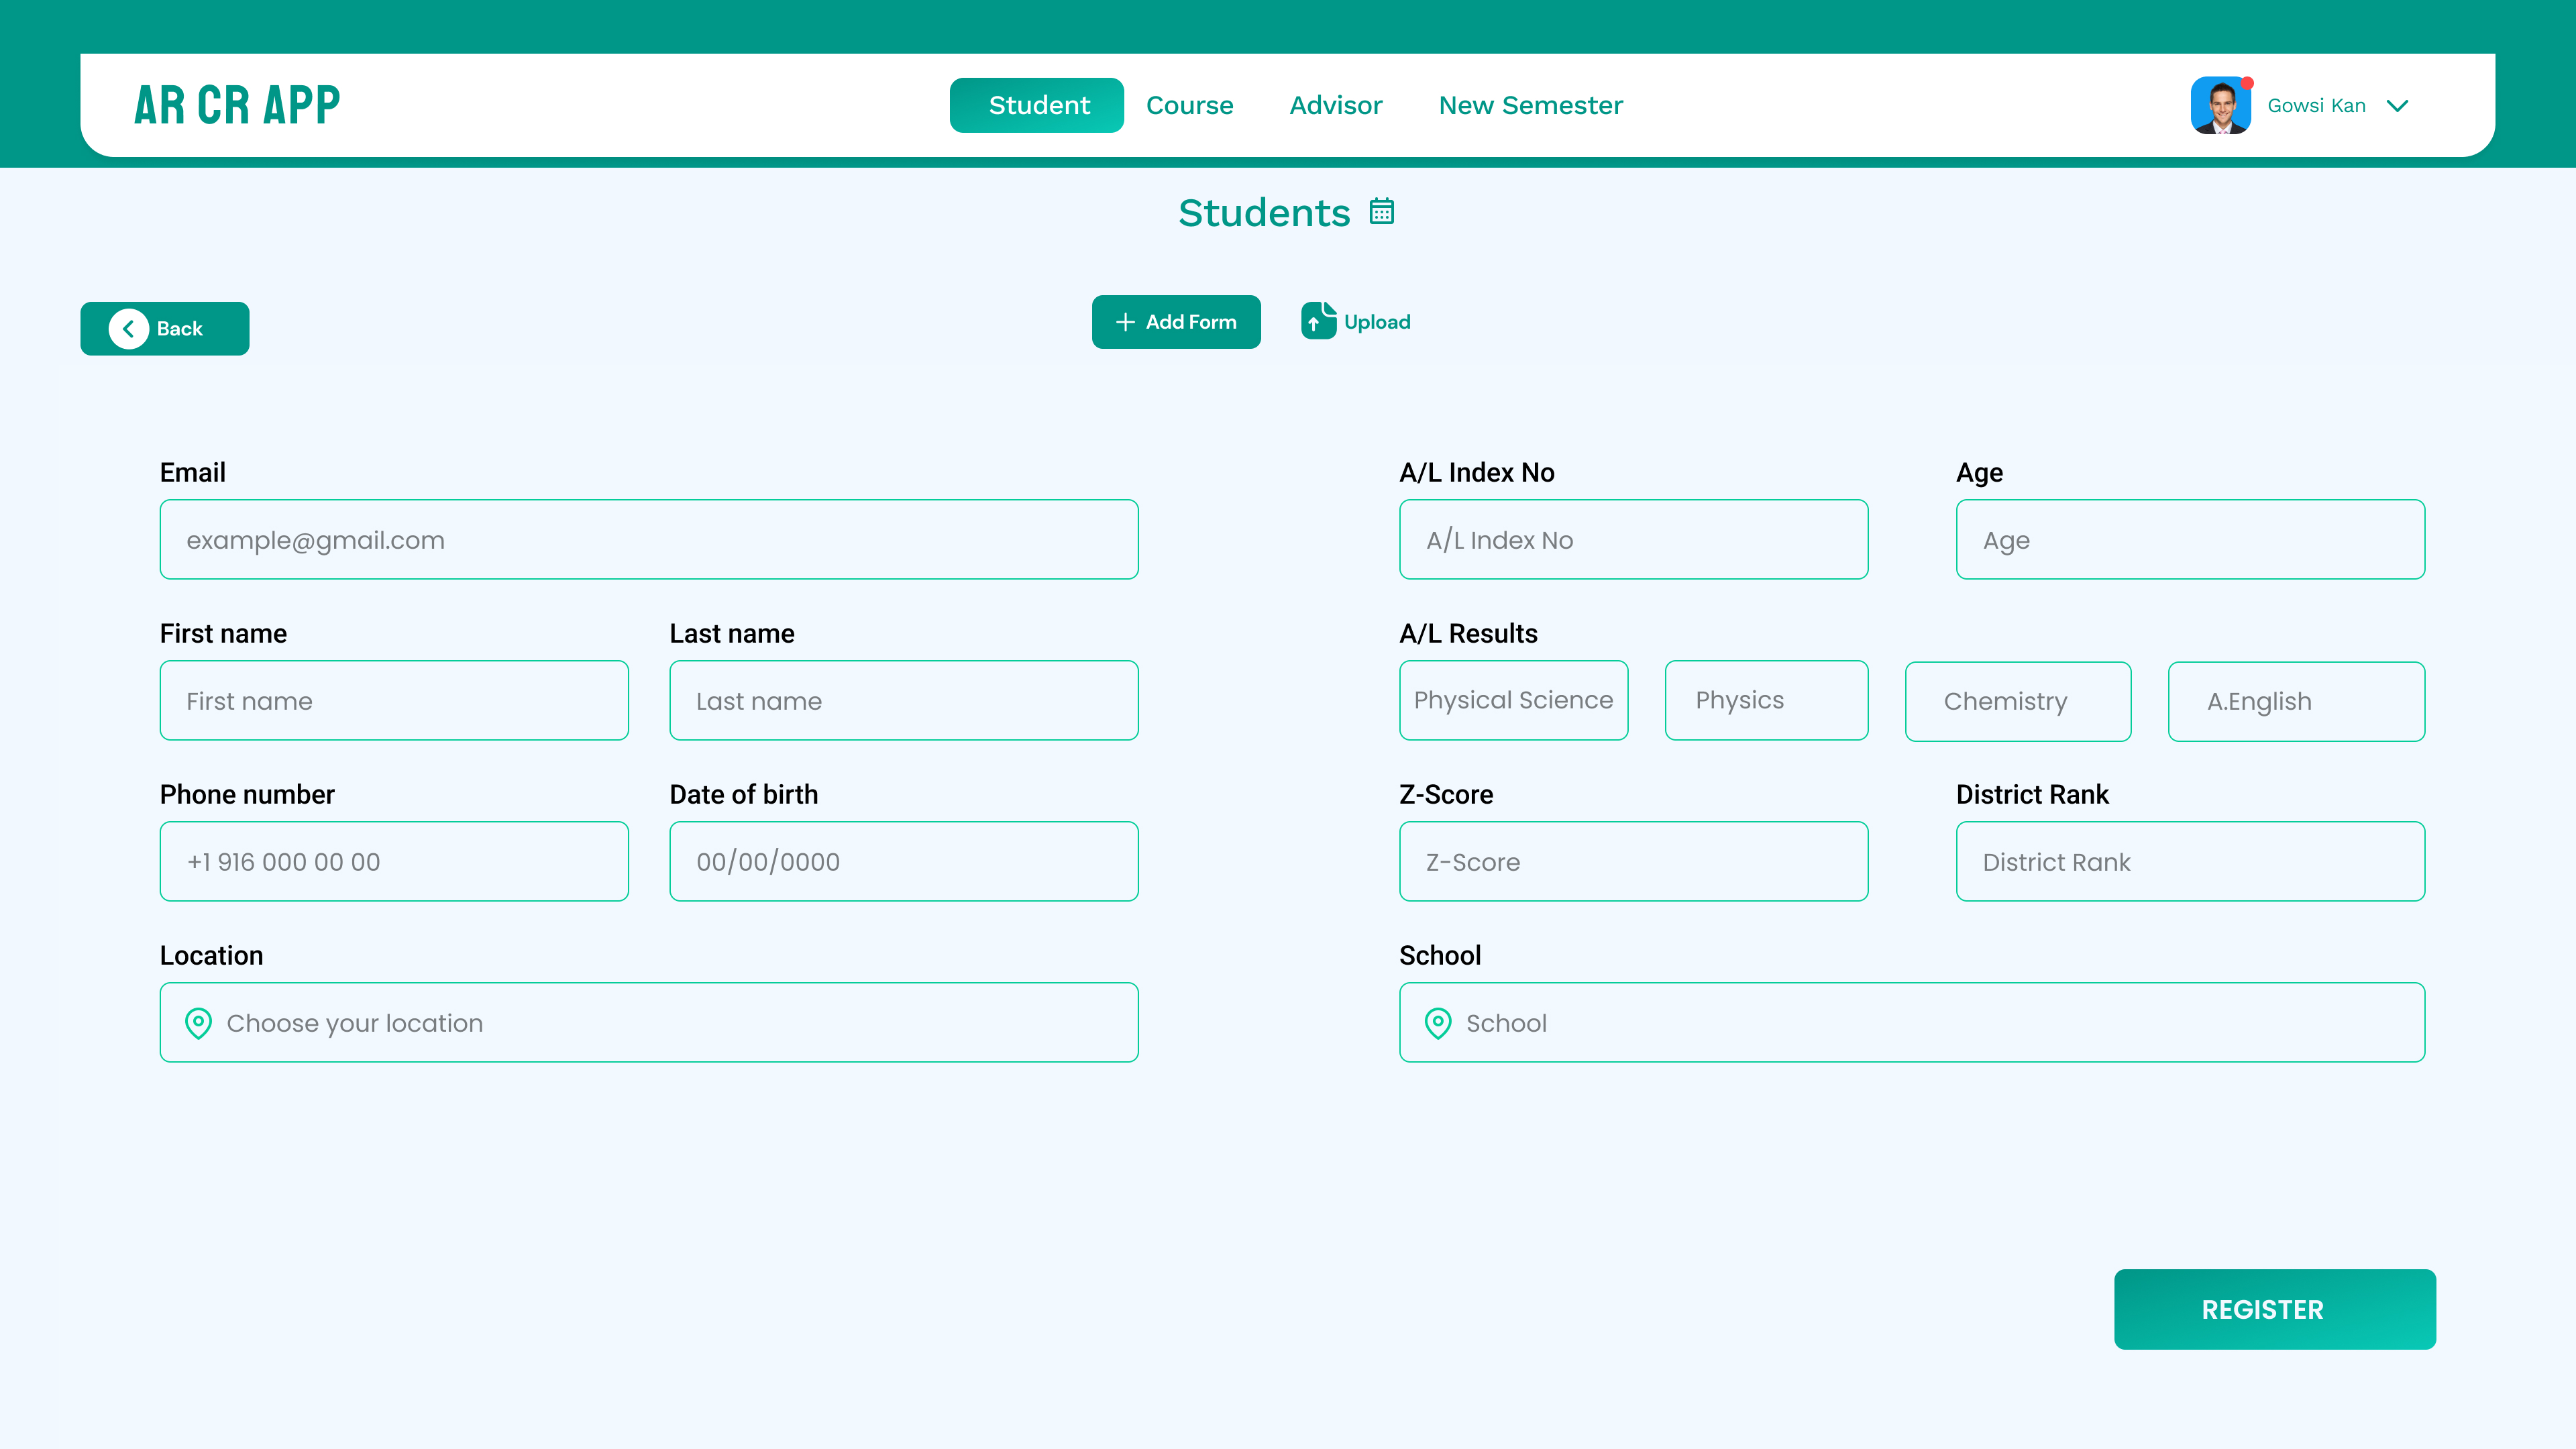 AR CR APP
Student Course Advisor New Semester
Gowsi Kan
Students
Back
Add Form
Upload
Email
example@gmail.com
First name Last name
First name Last name
Phone number Date of birth
+1 916 000 00 00 00/00/0000
Location
Choose your location
A/L Index No Age
A/L Index No Age
A/L Results
Physical Science Physics Chemistry A.English
Z-Score District Rank
Z-Score District Rank
School
School
REGISTER